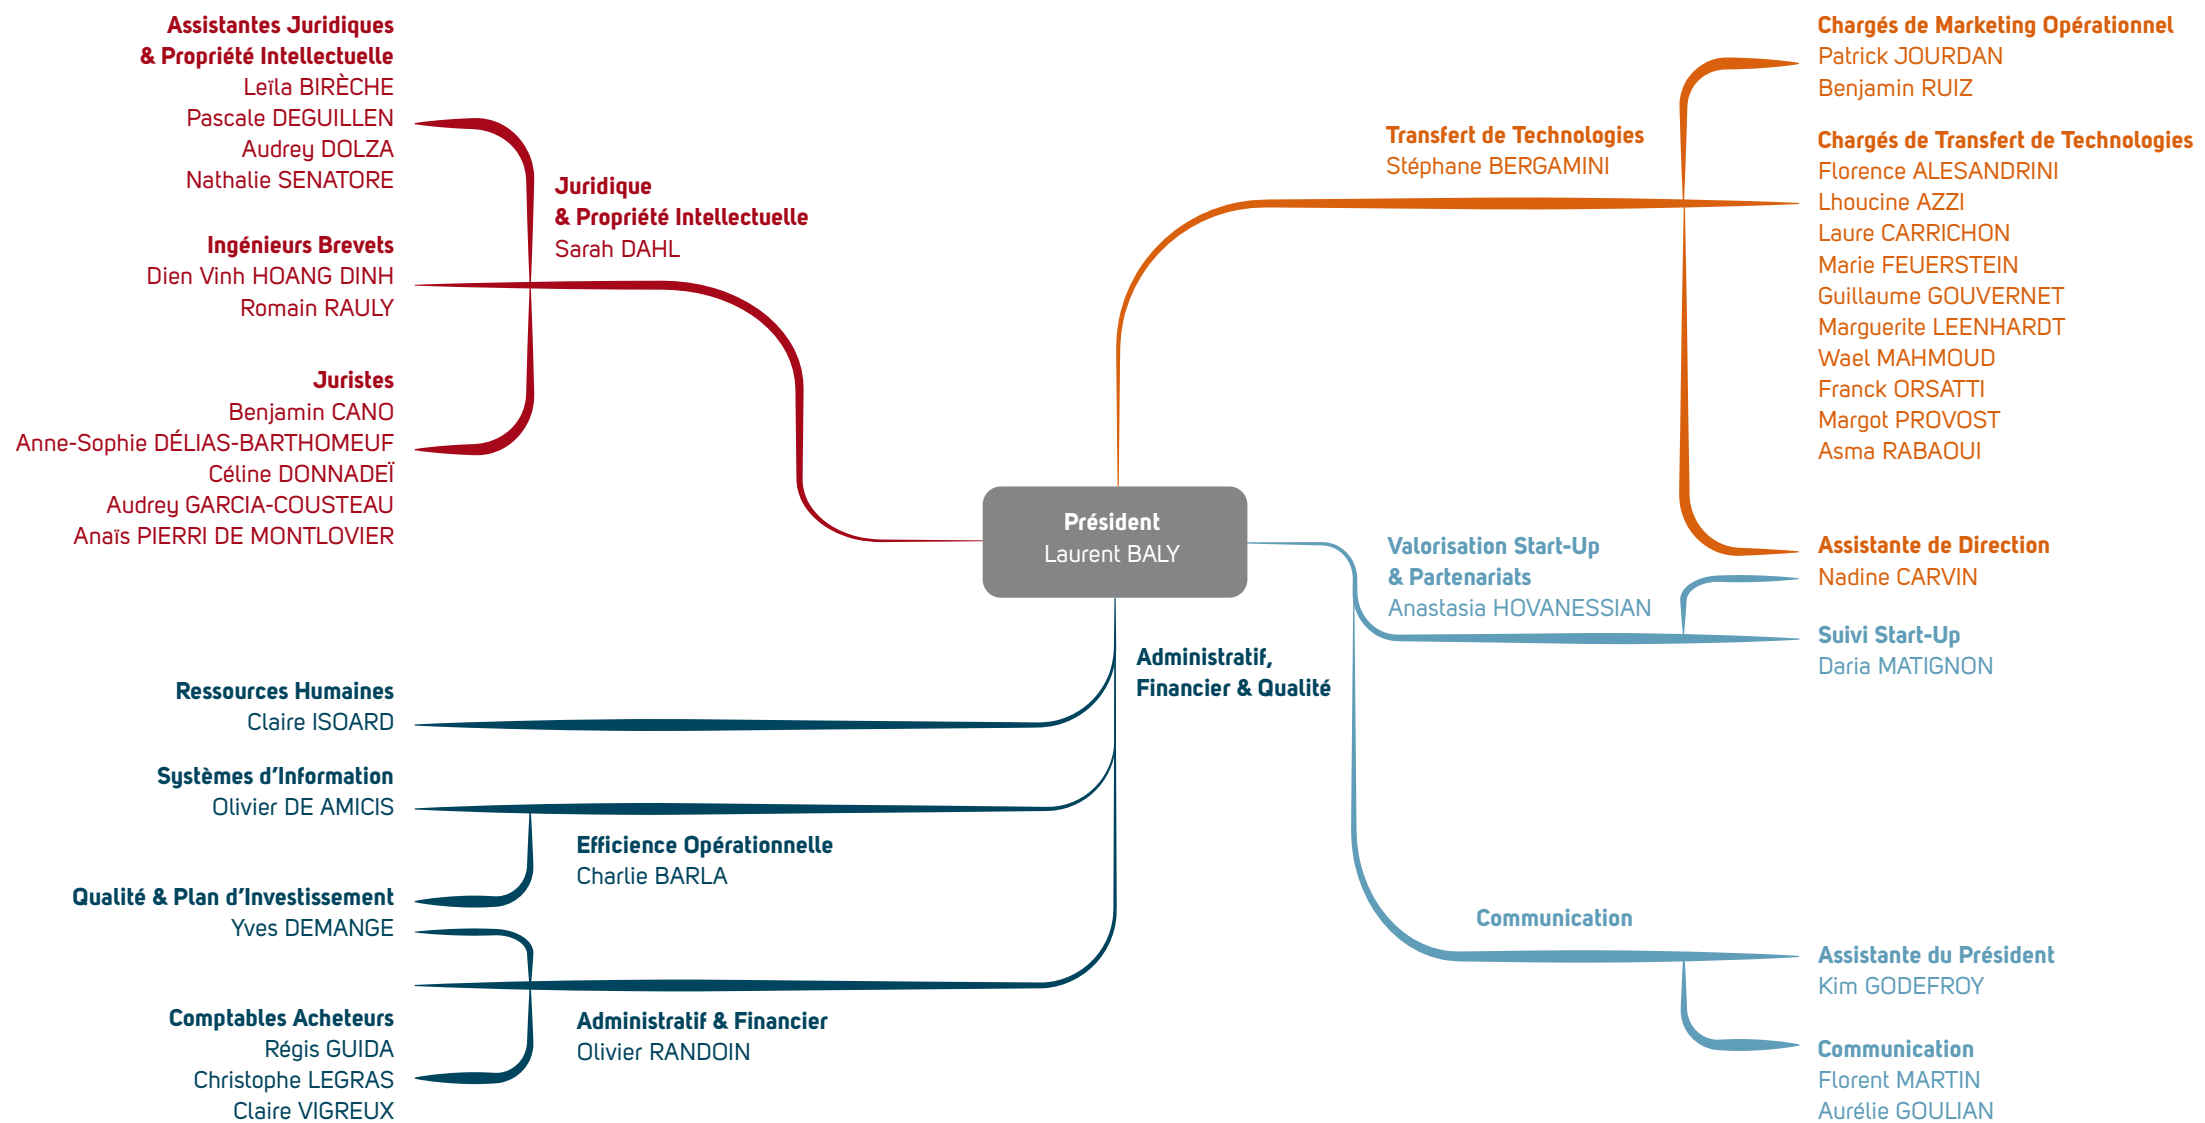 Assistantes Juridiques
& Propriété Intellectuelle
Leïla BIRÈCHE
Pascale DEGUILLEN
Audrey DOLZA
Nathalie SENATORE
Ingénieurs Brevets
Dien Vinh HOANG DINH
Romain RAULY
Juristes
Benjamin CANO
Anne-Sophie DÉLIAS-BARTHOMEUF
Céline DONNADEÏ
Audrey GARCIA-COUSTEAU
Anaïs PIERRI DE MONTLOVIER
Juridique
& Propriété Intellectuelle
Sarah DAHL
Transfert de Technologies
Stéphane BERGAMINI
Chargés de Marketing Opérationnel
Patrick JOURDAN
Benjamin RUIZ
Chargés de Transfert de Technologies
Florence ALESANDRINI
Lhoucine AZZI
Laure CARRICHON
Marie FEUERSTEIN
Guillaume GOUVERNET
Marguerite LEENHARDT
Wael MAHMOUD
Franck ORSATTI
Margot PROVOST
Asma RABAOUI
Assistante de Direction
Nadine CARVIN
Président
Laurent BALY
Valorisation Start-Up
& Partenariats
Anastasia HOVANESSIAN
Suivi Start-Up
Daria MATIGNON
Administratif,
Financier & Qualité
Ressources Humaines
Claire ISOARD
Systèmes d'Information
Olivier DE AMICIS
Efficience Opérationnelle
Charlie BARLA
Qualité & Plan d'Investissement
Yves DEMANGE
Administratif & Financier
Olivier RANDOIN
Comptables Acheteurs
Régis GUIDA
Christophe LEGRAS
Claire VIGREUX
Communication
Assistante du Président
Kim GODEFROY
Communication
Florent MARTIN
Aurélie GOULIAN